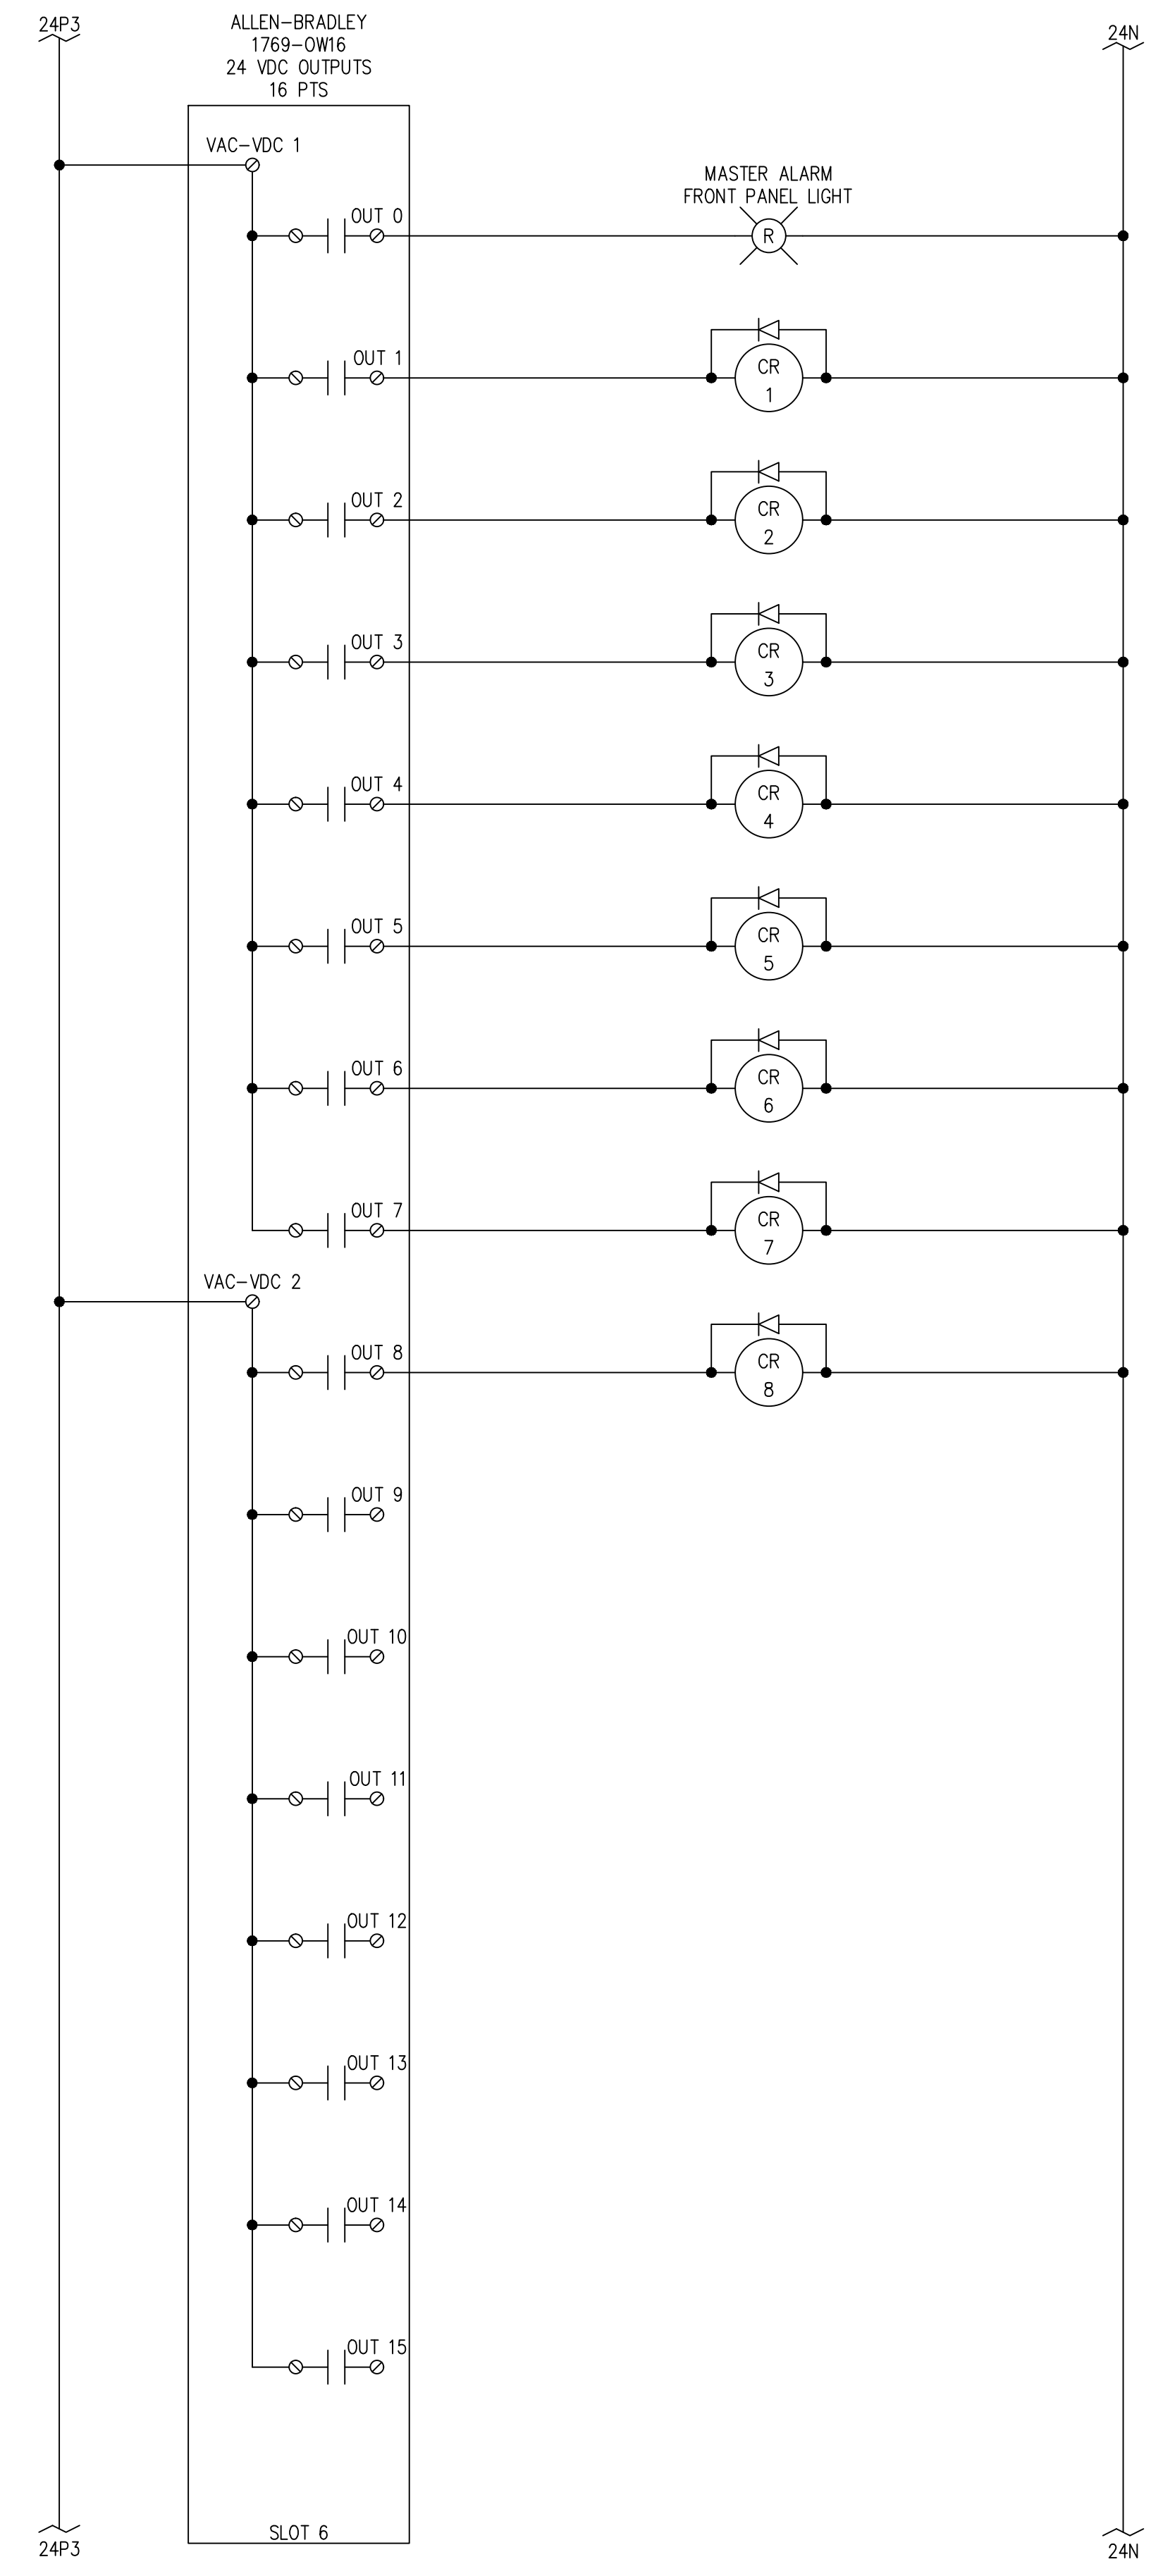 24P3
ALLEN-BRADLEY
1769-OW16
24 VDC OUTPUTS
16 PTS
24N
VAC-VDC 1
MASTER ALARM
FRONT PANEL LIGHT
OUT 0
R
OUT 1
CR
1
OUT 2
CR
2
OUT 3
CR
3
OUT 4
CR
4
OUT 5
CR
5
OUT 6
CR
6
OUT 7
CR
7
VAC-VDC 2
OUT 8
CR
8
OUT 9
OUT 10
OUT 11
OUT 12
OUT 13
OUT 14
OUT 15
SLOT 6
24P3
24N